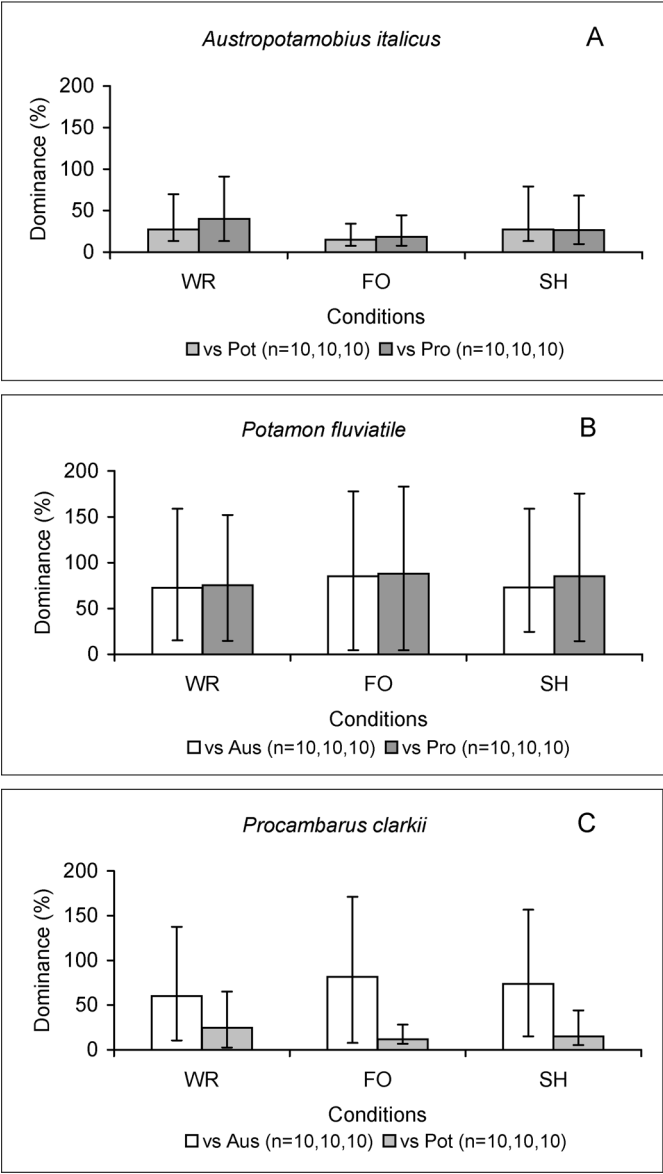 Austropotamobius italicus
A
Dominance (%)
200
150
100
50
0
WR FO SH
Conditions
vs Pot (n=10,10,10) vs Pro (n=10,10,10)
Potamon fluviatile
B
Dominance (%)
200
150
100
50
0
WR FO SH
Conditions
vs Aus (n=10,10,10) vs Pro (n=10,10,10)
Procambarus clarkii
C
Dominance (%)
200
150
100
50
0
WR FO SH
Conditions
vs Aus (n=10,10,10) vs Pot (n=10,10,10)